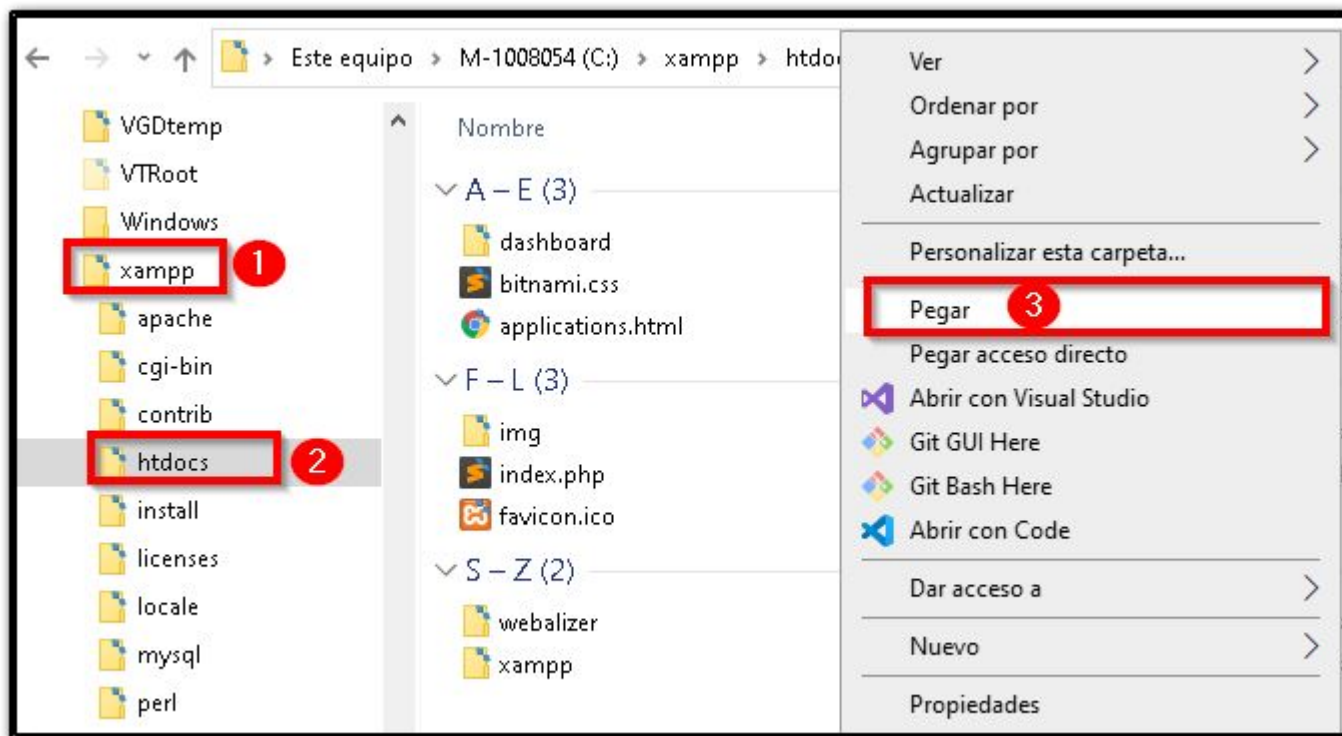 Este equipo > M-1008054 (C:) > xampp > htdoc
VGDtemp
VTRoot
Windows
xampp
1
apache
cgi-bin
contrib
htdocs
2
install
licenses
locale
mysql
perl
Nombre
A – E (3)
dashboard
bitnami.css
applications.html
F – L (3)
img
index.php
favicon.ico
S – Z (2)
webalizer
xampp
Ver
Ordenar por
Agrupar por
Actualizar
Personalizar esta carpeta...
Pegar
3
Pegar acceso directo
Abrir con Visual Studio
Git GUI Here
Git Bash Here
Abrir con Code
Dar acceso a
Nuevo
Propiedades